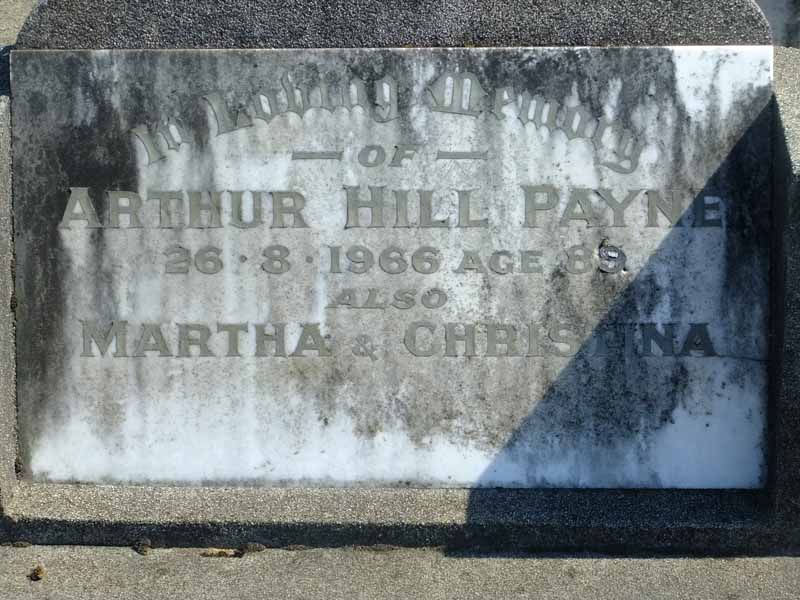 In Loving Memory
— OF —
ARTHUR HILL PAYNE
26 · 8 · 1966 AGE 89
ALSO
MARTHA & CHRISTINA